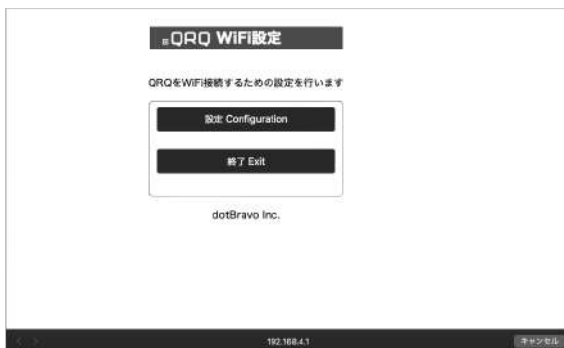 QRQ WiFi設定
QRQをWiFi接続するための設定を行います
設定 Configuration
終了 Exit
dotBravo Inc.
192.168.4.1
キャンセル